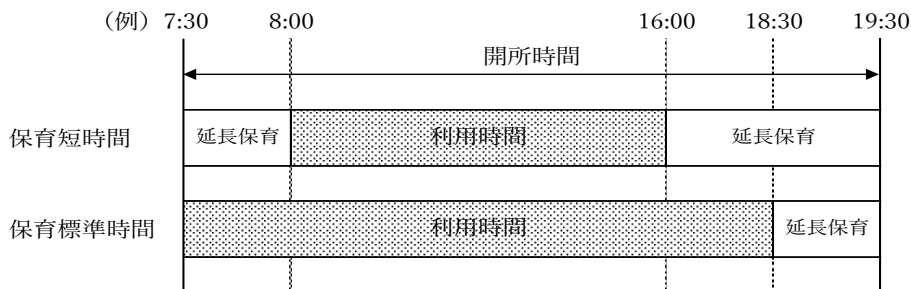 （例） 7:30 8:00 16:00 18:30 19:30
開所時間
保育短時間 延長保育 利用時間 延長保育
保育標準時間 利用時間 延長保育